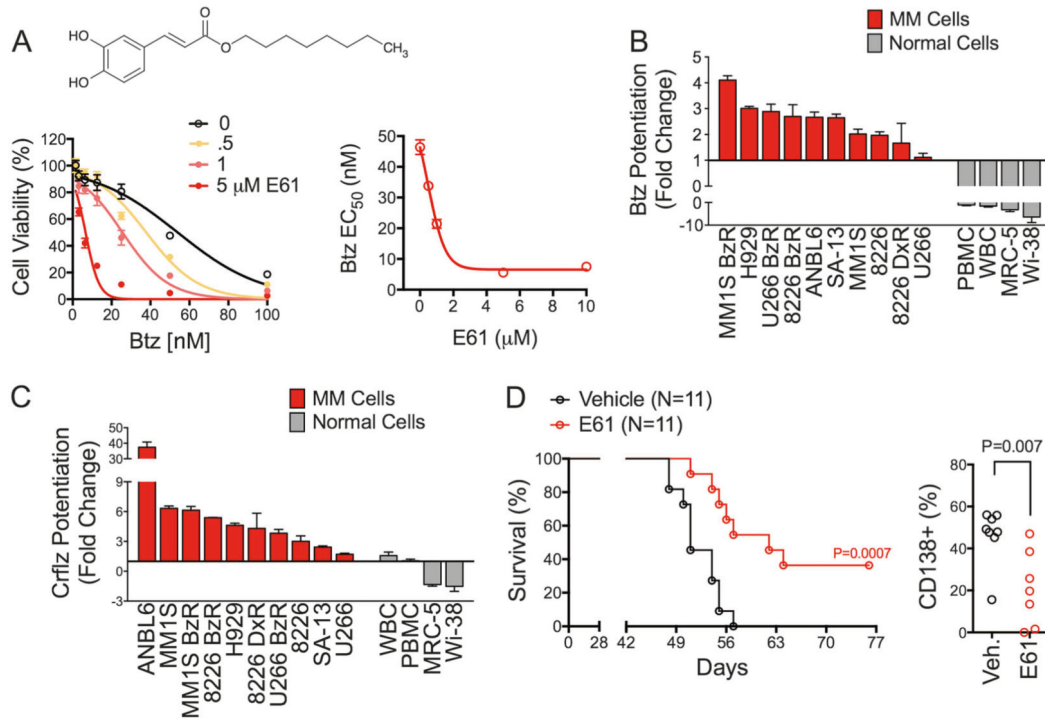 A
HO
HO
O
O
CH3
0
.5
1
5 μM E61
Cell Viability (%)
120
100
80
60
40
20
0
0 20 40 60 80 100
Btz [nM]
Btz EC50 (nM)
50
40
30
20
10
0
0 2 4 6 8 10
E61 (μM)
B
MM Cells
Normal Cells
Btz Potentiation
(Fold Change)
5
4
3
2
1
0
-10
MM1S BzR
H929
U266 BzR
8226 BzR
ANBL6
SA-13
MM1S
8226
8226 DxR
U266
PBMC
WBC
MRC-5
Wi-38
C
MM Cells
Normal Cells
Crflz Potentiation
(Fold Change)
50
40
30
9
6
3
0
-3
ANBL6
MM1S
MM1S BzR
8226 BzR
H929
8226 DxR
U266 BzR
8226
SA-13
U266
WBC
PBMC
MRC-5
Wi-38
D
Vehicle (N=11)
E61 (N=11)
Survival (%)
100
80
60
40
20
0
P=0.0007
0 28 42 49 56 63 70 77
Days
P=0.007
CD138+ (%)
80
60
40
20
0
Veh.
E61